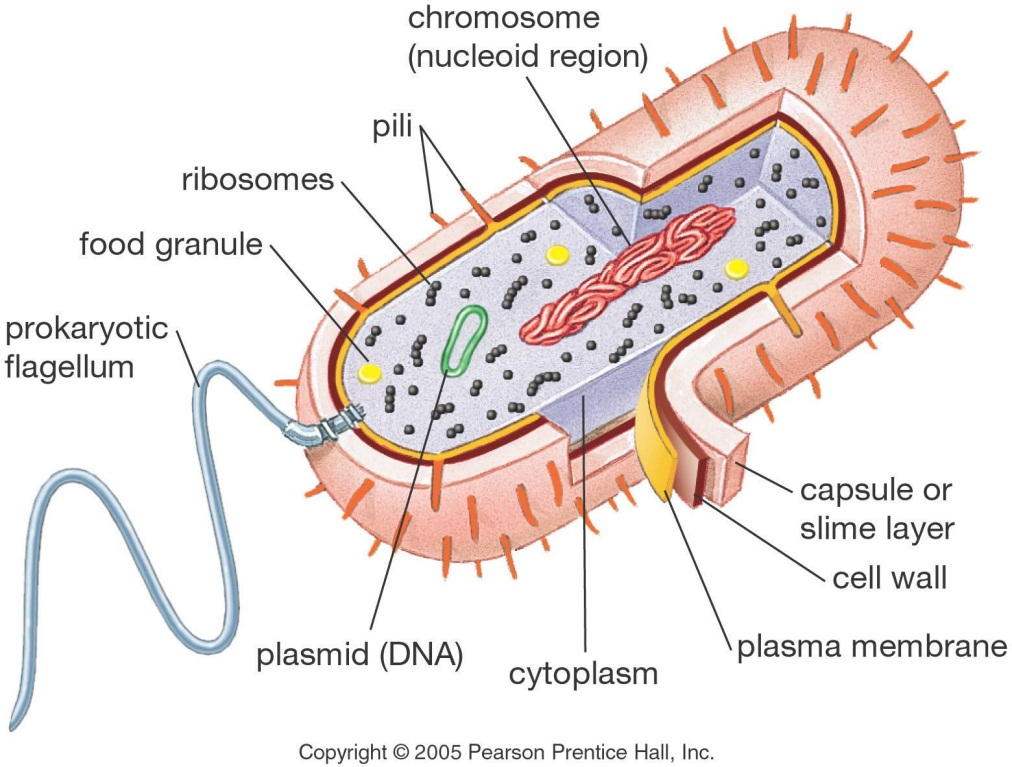 chromosome
(nucleoid region)
pili
ribosomes
food granule
prokaryotic
flagellum
capsule or
slime layer
cell wall
plasma membrane
plasmid (DNA)
cytoplasm
Copyright © 2005 Pearson Prentice Hall, Inc.